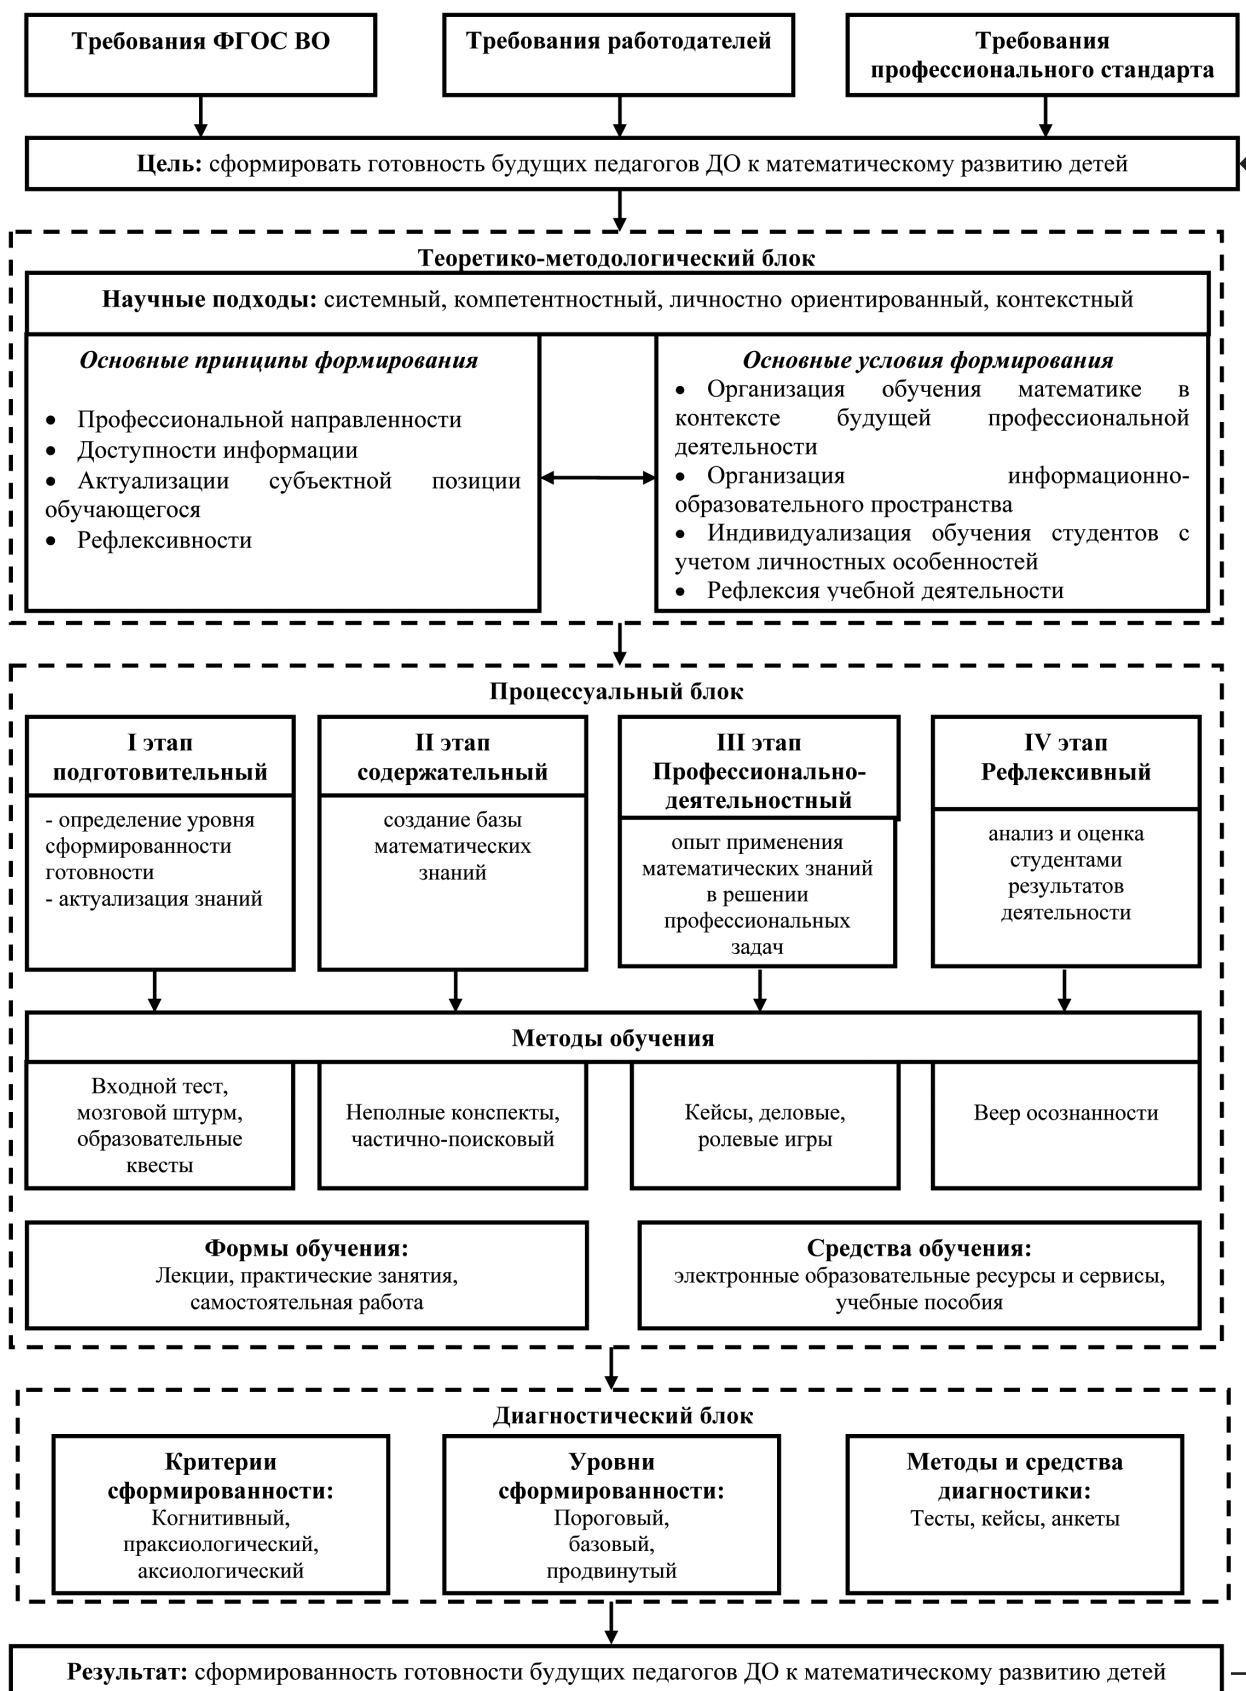 Требования ФГОС ВО
Требования работодателей
Требования
профессионального стандарта
Цель: сформировать готовность будущих педагогов ДО к математическому развитию детей
Теоретико-методологический блок
Научные подходы: системный, компетентностный, личностно ориентированный, контекстный
Основные принципы формирования
• Профессиональной направленности
• Доступности информации
• Актуализации субъектной позиции
обучающегося
• Рефлексивности
Основные условия формирования
• Организация обучения математике в
контексте будущей профессиональной
деятельности
• Организация информационно-
образовательного пространства
• Индивидуализация обучения студентов с
учетом личностных особенностей
• Рефлексия учебной деятельности
Процессуальный блок
I этап
подготовительный
- определение уровня
сформированности
готовности
- актуализация знаний
II этап
содержательный
создание базы
математических
знаний
III этап
Профессионально-
деятельностный
опыт применения
математических знаний
в решении
профессиональных
задач
IV этап
Рефлексивный
анализ и оценка
студентами
результатов
деятельности
Методы обучения
Входной тест,
мозговой штурм,
образовательные
квесты
Неполные конспекты,
частично-поисковый
Кейсы, деловые,
ролевые игры
Веер осознанности
Формы обучения:
Лекции, практические занятия,
самостоятельная работа
Средства обучения:
электронные образовательные ресурсы и сервисы,
учебные пособия
Диагностический блок
Критерии
сформированности:
Когнитивный,
праксиологический,
аксиологический
Уровни
сформированности:
Пороговый,
базовый,
продвинутый
Методы и средства
диагностики:
Тесты, кейсы, анкеты
Результат: сформированность готовности будущих педагогов ДО к математическому развитию детей